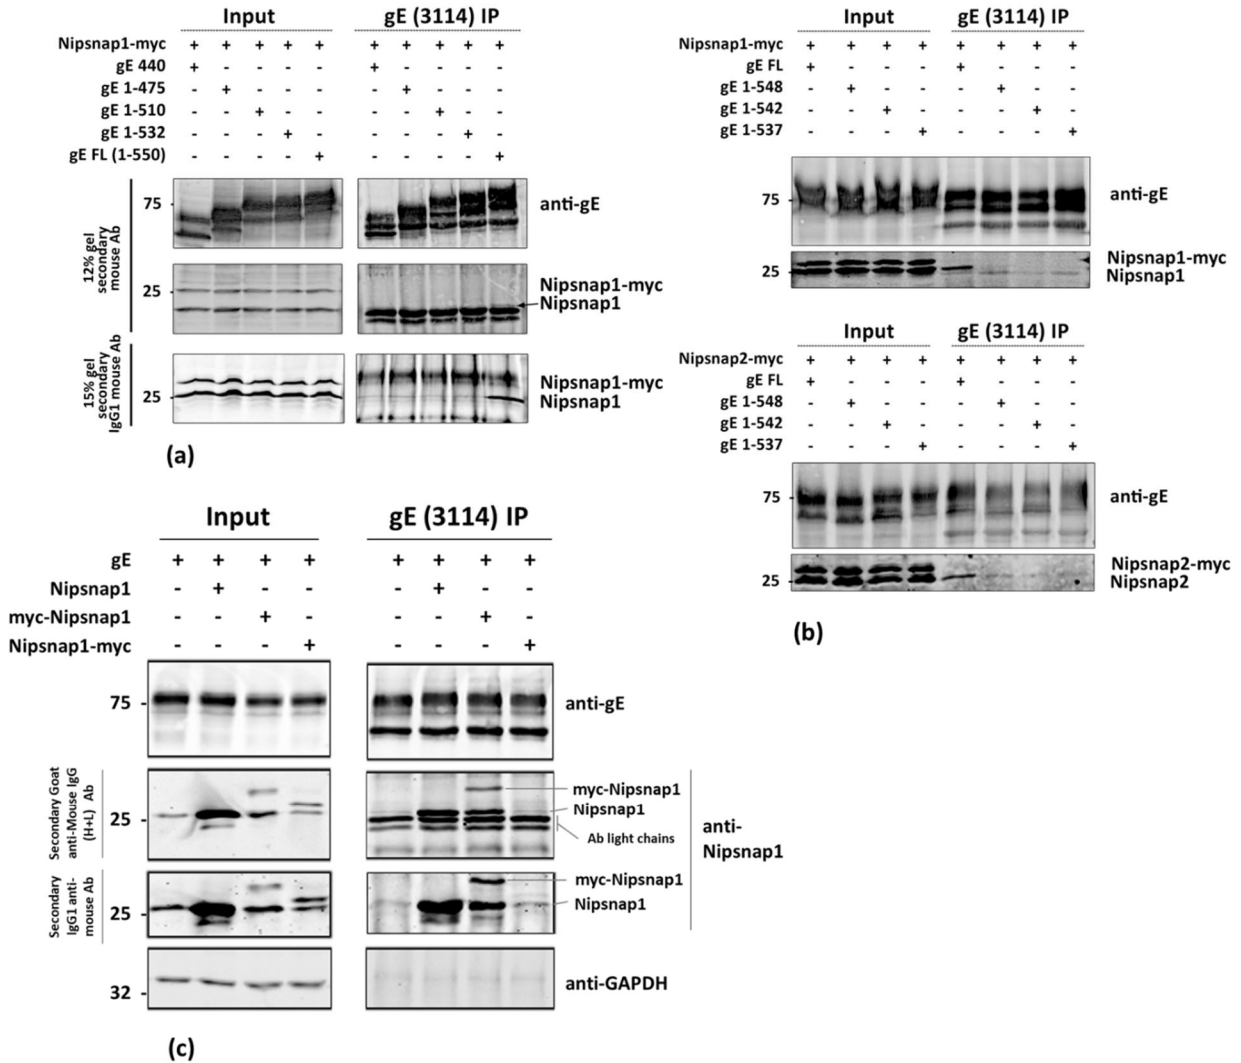 Input gE (3114) IP
Nipsnap1-myc + + + + + + + + + +
gE 440 + - - - - + - - - -
gE 1-475 - + - - - - + - - -
gE 1-510 - - + - - - - + - -
gE 1-532 - - - + - - - - + -
gE FL (1-550) - - - - + - - - - +
12% gel
secondary
mouse Ab
75 - anti-gE
25 - Nipsnap1-myc
Nipsnap1
15% gel
secondary
IgG1 mouse Ab
25 - Nipsnap1-myc
Nipsnap1
(a)
Input gE (3114) IP
Nipsnap1-myc + + + + + + + +
gE FL + - - - + - - -
gE 1-548 - + - - - + - -
gE 1-542 - - + - - - + -
gE 1-537 - - - + - - - +
75 - anti-gE
25 - Nipsnap1-myc
Nipsnap1
Input gE (3114) IP
Nipsnap2-myc + + + + + + + +
gE FL + - - - + - - -
gE 1-548 - + - - - + - -
gE 1-542 - - + - - - + -
gE 1-537 - - - + - - - +
75 - anti-gE
25 - Nipsnap2-myc
Nipsnap2
(b)
Input gE (3114) IP
gE + + + + + + + +
Nipsnap1 - + - - - + - -
myc-Nipsnap1 - - + - - - + -
Nipsnap1-myc - - - + - - - +
75 - anti-gE
Secondary Goat
anti-Mouse IgG
(H+L) Ab
25 - myc-Nipsnap1
Nipsnap1
Ab light chains
Secondary
IgG1 anti-
mouse Ab
25 - myc-Nipsnap1
Nipsnap1
anti-
Nipsnap1
32 - anti-GAPDH
(c)